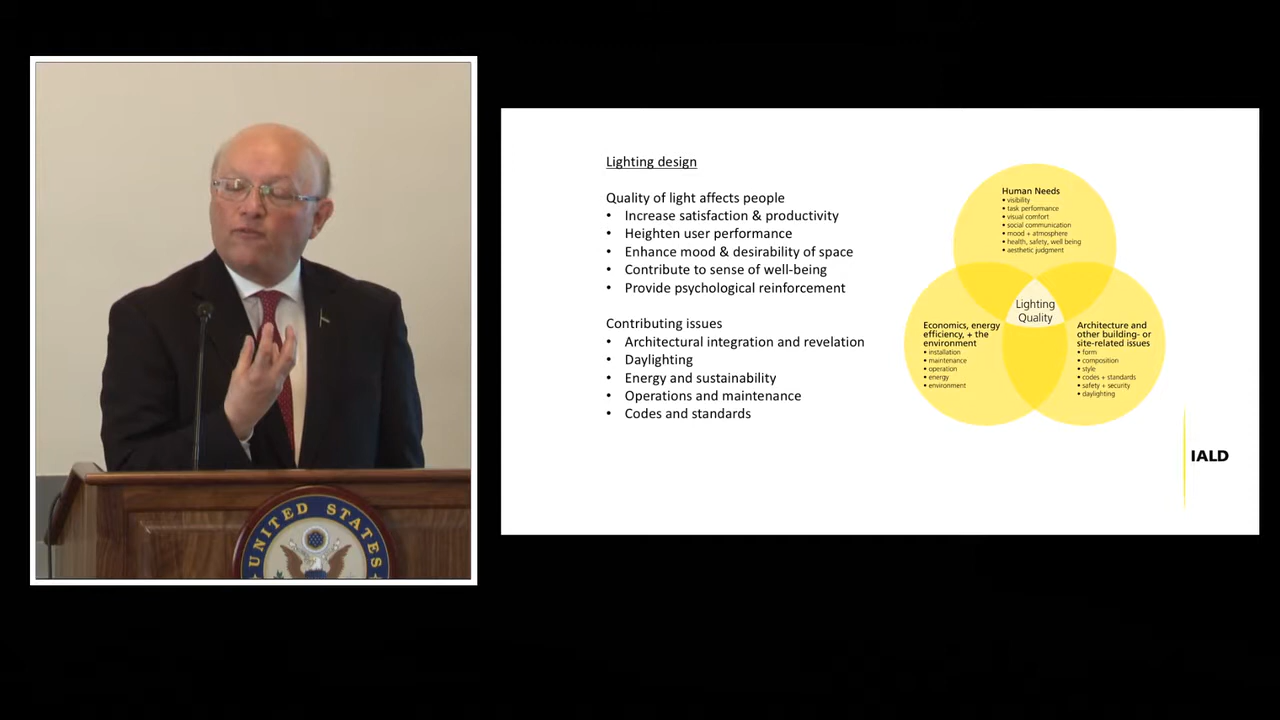 Lighting design
Quality of light affects people
• Increase satisfaction & productivity
• Heighten user performance
• Enhance mood & desirability of space
• Contribute to sense of well-being
• Provide psychological reinforcement
Contributing issues
• Architectural integration and revelation
• Daylighting
• Energy and sustainability
• Operations and maintenance
• Codes and standards
Human Needs
• visibility
• task performance
• visual comfort
• social communication
• mood + atmosphere
• health, safety, well being
• aesthetic judgment
Lighting
Quality
Economics, energy
efficiency, + the
environment
• installation
• maintenance
• operation
• energy
• environment
Architecture and
other building- or
site-related issues
• form
• composition
• style
• codes + standards
• safety + security
• daylighting
IALD
UNITED STATES